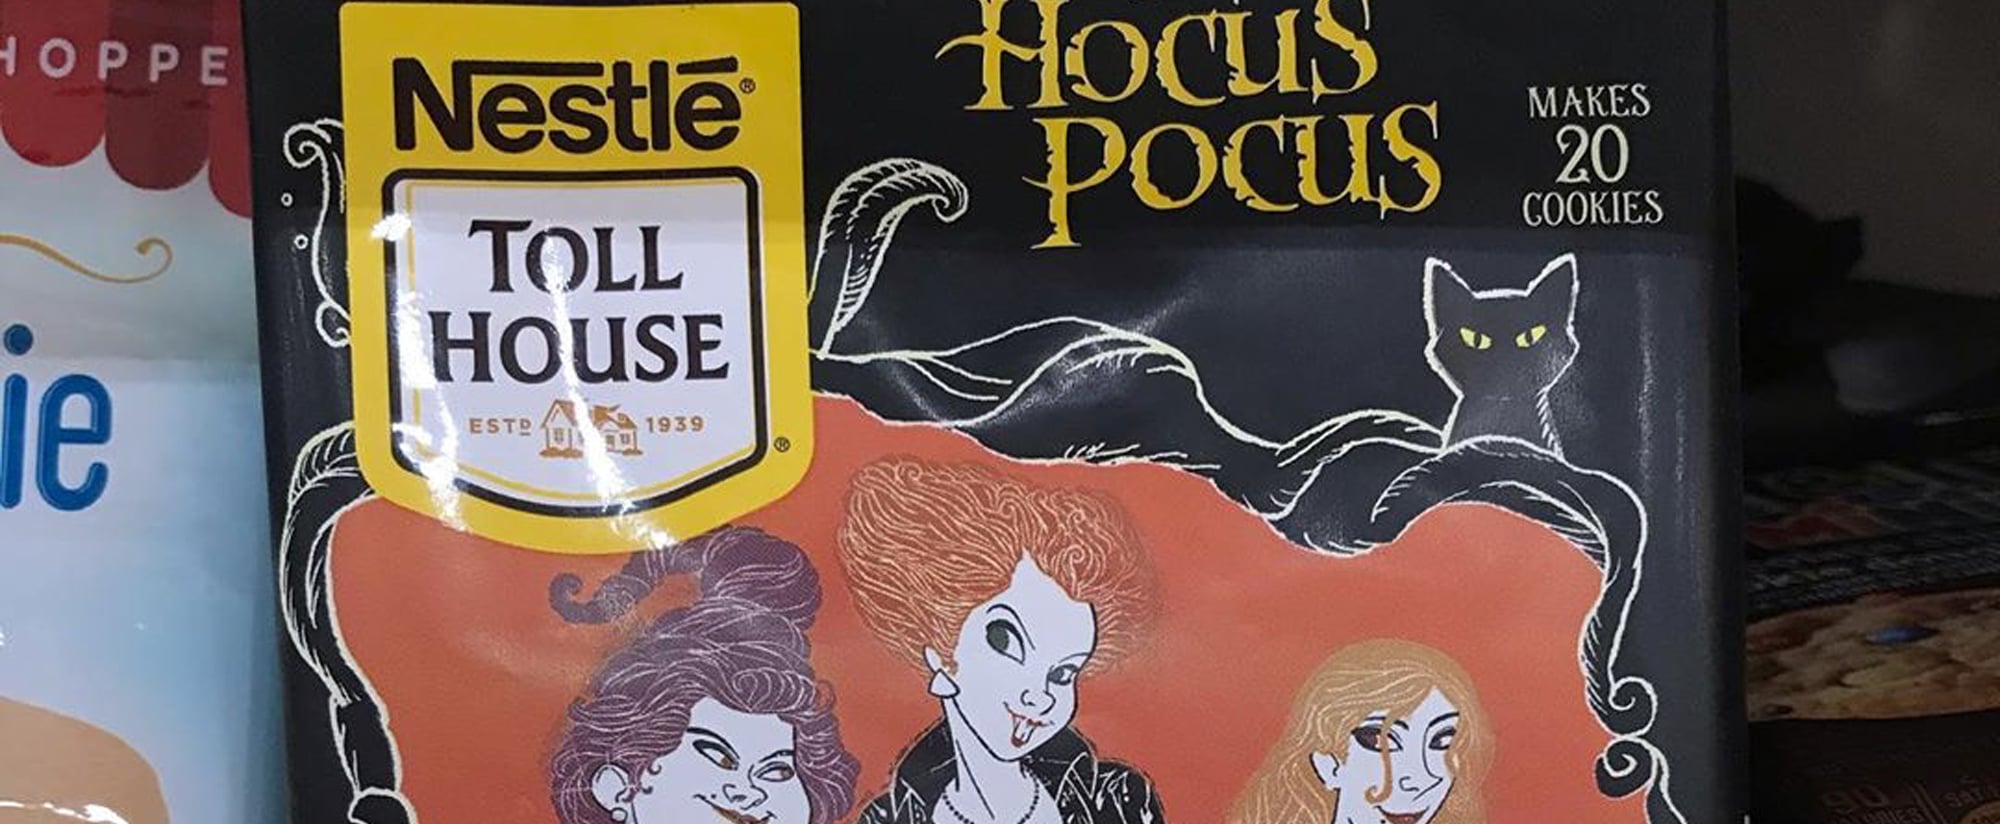 HOPPE
ie
Nestlé®
TOLL
HOUSE
ESTD 1939
®
HOCUS
POCUS
MAKES
20
COOKIES